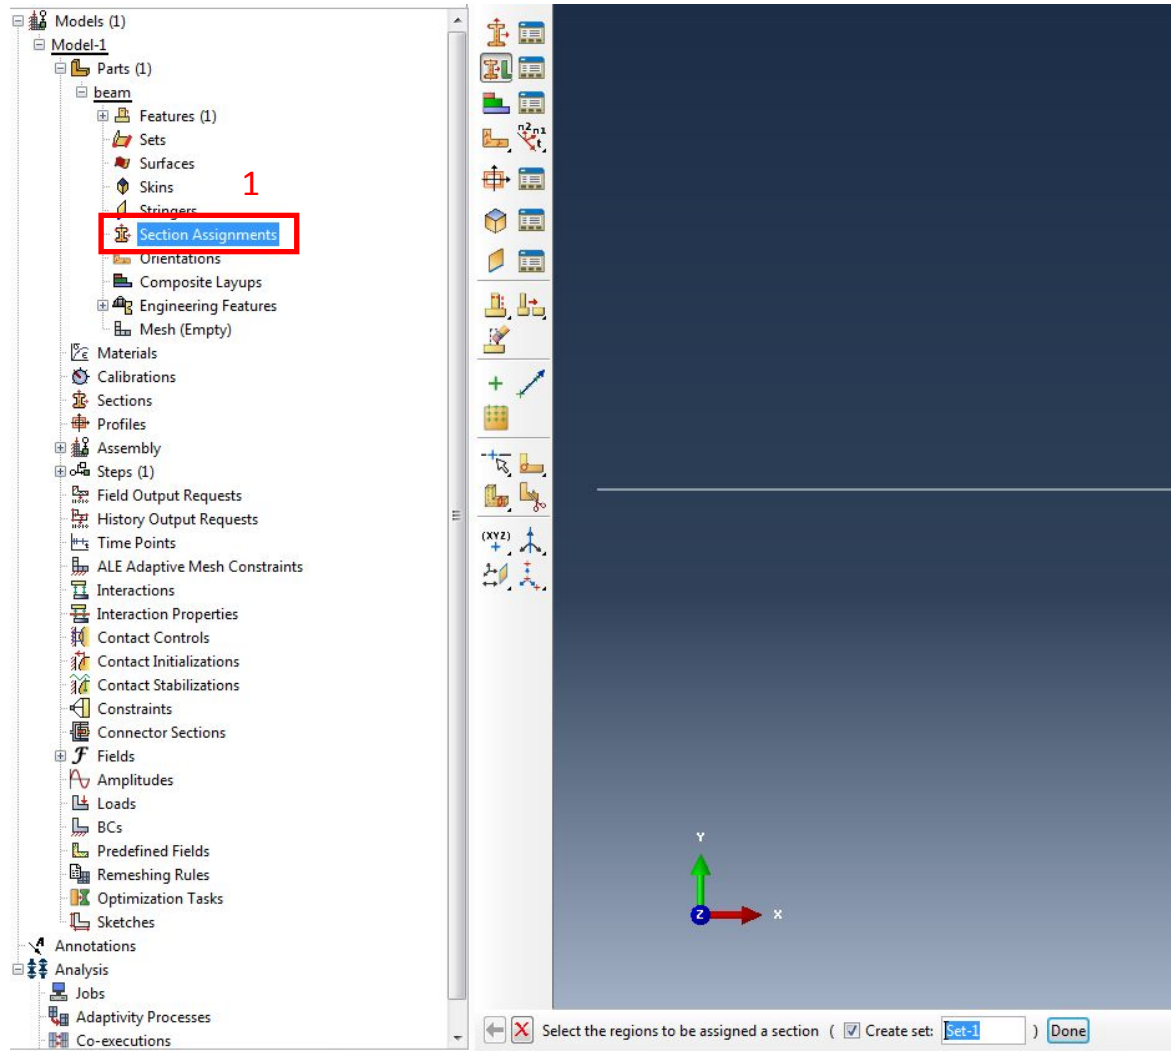 Models (1)
Model-1
Parts (1)
beam
Features (1)
Sets
Surfaces
Skins
1
Stringers
Section Assignments
Orientations
Composite Layups
Engineering Features
Mesh (Empty)
Materials
Calibrations
Sections
Profiles
Assembly
Steps (1)
Field Output Requests
History Output Requests
Time Points
ALE Adaptive Mesh Constraints
Interactions
Interaction Properties
Contact Controls
Contact Initializations
Contact Stabilizations
Constraints
Connector Sections
Fields
Amplitudes
Loads
BCs
Predefined Fields
Remeshing Rules
Optimization Tasks
Sketches
Annotations
Analysis
Jobs
Adaptivity Processes
Co-executions
n2 n1
t
(XYZ)
Y
Z
X
Select the regions to be assigned a section ( Create set: Set-1 ) Done